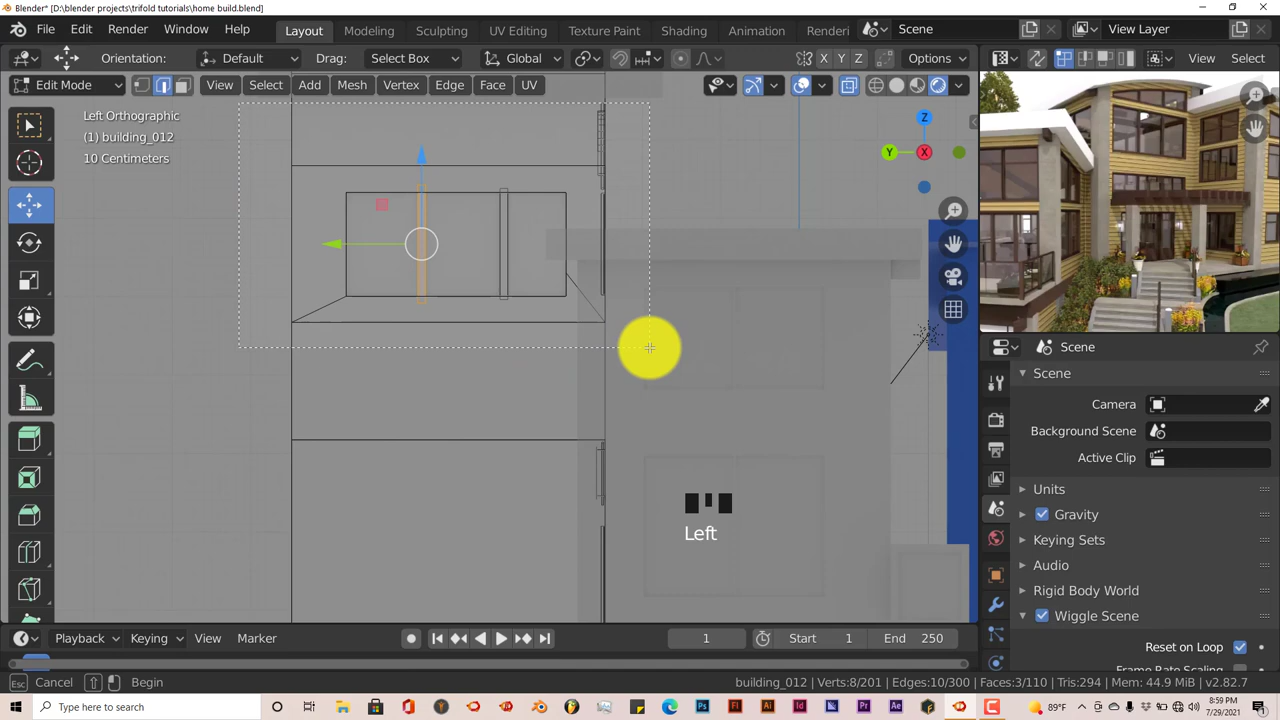 Blender* [D:\blender projects\trifold tutorials\home build.blend]
File Edit Render Window Help Layout Modeling Sculpting UV Editing Texture Paint Shading Animation Renderi Scene View Layer
Orientation: Default Drag: Select Box Global X Y Z Options View Select
Edit Mode View Select Add Mesh Vertex Edge Face UV
Left Orthographic
(1) building_012
10 Centimeters
Z
Y X
Left
Scene
Scene
Camera
Background Scene
Active Clip
Units
Gravity
Keying Sets
Audio
Rigid Body World
Wiggle Scene
Reset on Loop
Frame Rate Scaling
Playback Keying View Marker 1 Start 1 End 250
Esc Cancel Begin building_012 | Verts:8/201 | Edges:10/300 | Faces:3/110 | Tris:294 | Mem: 44.9 MiB | v2.82.7
Type here to search 89°F 8:59 PM
7/29/2021